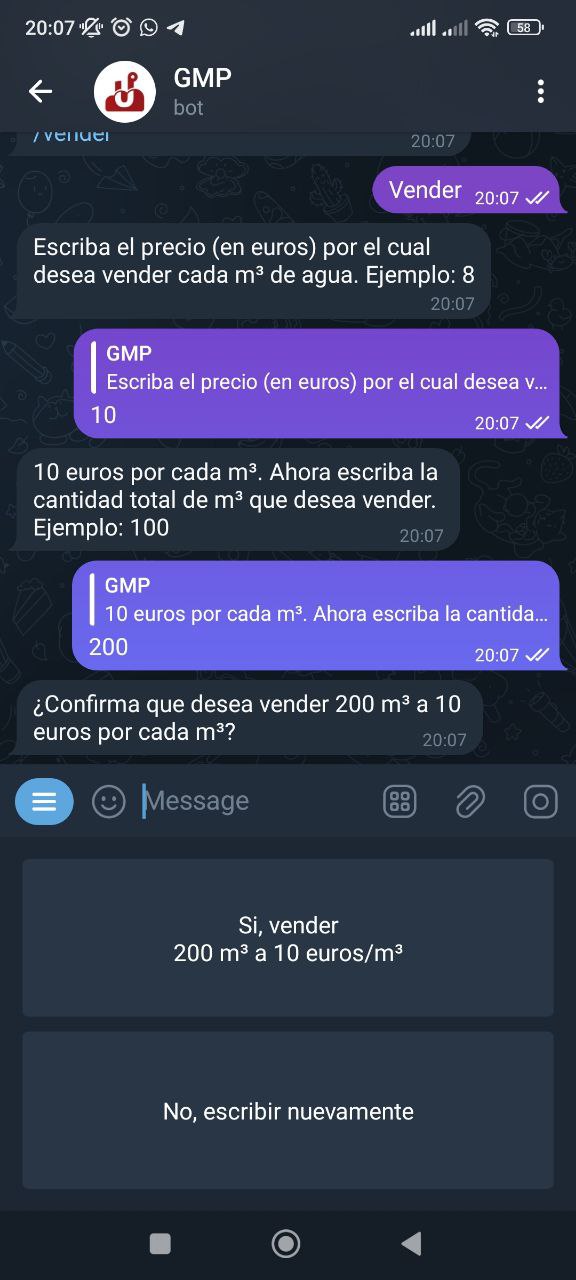 20:07
58
GMP
bot
/vender
20:07
Vender 20:07
Escriba el precio (en euros) por el cual
desea vender cada m³ de agua. Ejemplo: 8
20:07
GMP
Escriba el precio (en euros) por el cual desea v...
10
20:07
10 euros por cada m³. Ahora escriba la
cantidad total de m³ que desea vender.
Ejemplo: 100
20:07
GMP
10 euros por cada m³. Ahora escriba la cantida...
200
20:07
¿Confirma que desea vender 200 m³ a 10
euros por cada m³?
20:07
Message
Si, vender
200 m³ a 10 euros/m³
No, escribir nuevamente